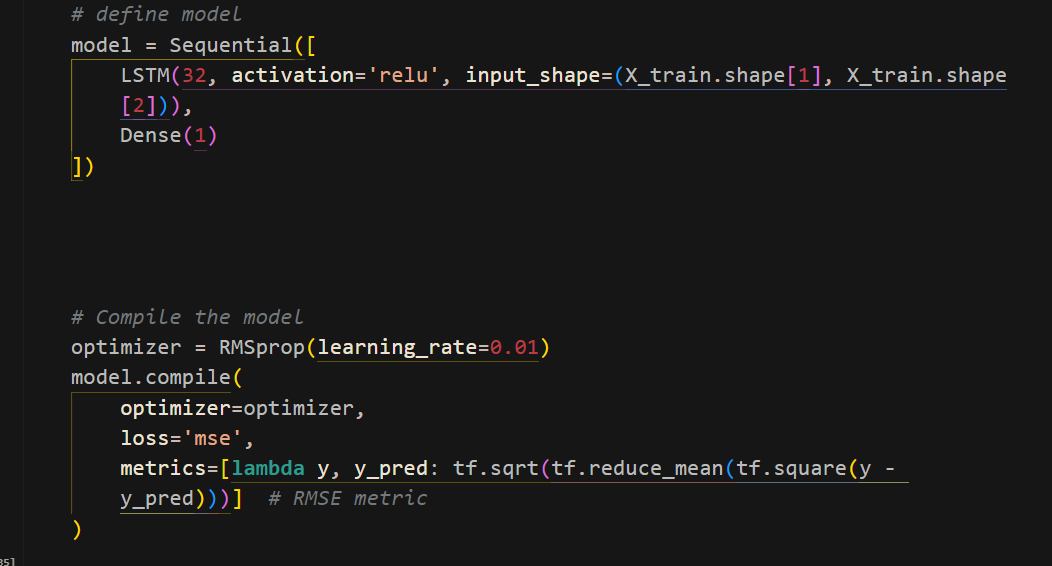 # define model
model = Sequential([
LSTM(32, activation='relu', input_shape=(X_train.shape[1], X_train.shape
[2])),
Dense(1)
])
# Compile the model
optimizer = RMSprop(learning_rate=0.01)
model.compile(
optimizer=optimizer,
loss='mse',
metrics=[lambda y, y_pred: tf.sqrt(tf.reduce_mean(tf.square(y -
y_pred)))]  # RMSE metric
)
35]